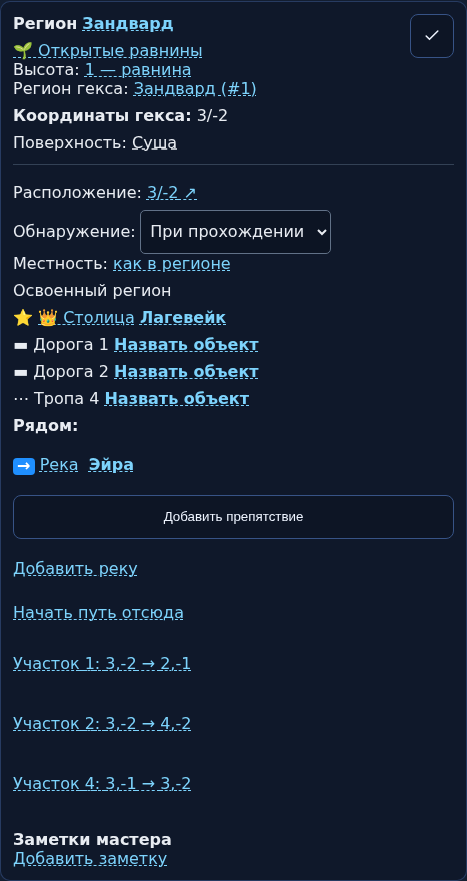 Регион Зандвард
🌱 Открытые равнины
Высота: 1 — равнина
Регион гекса: Зандвард (#1)
Координаты гекса: 3/-2
Поверхность: Суша
Расположение: 3/-2 ↗
Обнаружение: При прохождении
Местность: как в регионе
Освоенный регион
⭐ 👑 Столица Лагевейк
▬ Дорога 1 Назвать объект
▬ Дорога 2 Назвать объект
⋯ Тропа 4 Назвать объект
Рядом:
➡ Река Эйра
Добавить препятствие
Добавить реку
Начать путь отсюда
Участок 1: 3,-2 → 2,-1
Участок 2: 3,-2 → 4,-2
Участок 4: 3,-1 → 3,-2
Заметки мастера
Добавить заметку